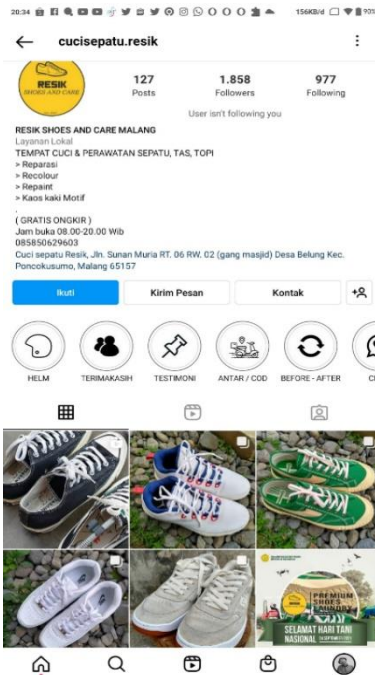 20:34
156KB/d
90%
cucisepatu.resik
RESIK
SHOES AND CARE
127
1.858
977
Posts
Followers
Following
User isn't following you
RESIK SHOES AND CARE MALANG
Layanan Lokal
TEMPAT CUCI & PERAWATAN SEPATU, TAS, TOPI
> Reparasi
> Recolour
> Repaint
> Kaos kaki Motif
.
( GRATIS ONGKIR )
Jam buka 08.00-20.00 Wib
085850629603
Cuci sepatu Resik, Jln. Sunan Muria RT. 06 RW. 02 (gang masjid) Desa Belung Kec.
Poncokusumo, Malang 65157
Ikuti
Kirim Pesan
Kontak
HELM
TERIMAKASIH
TESTIMONI
ANTAR / COD
BEFORE - AFTER
PREMIUM
SHOES
LAUNDRY
SELAMAT HARI TANI
NASIONAL